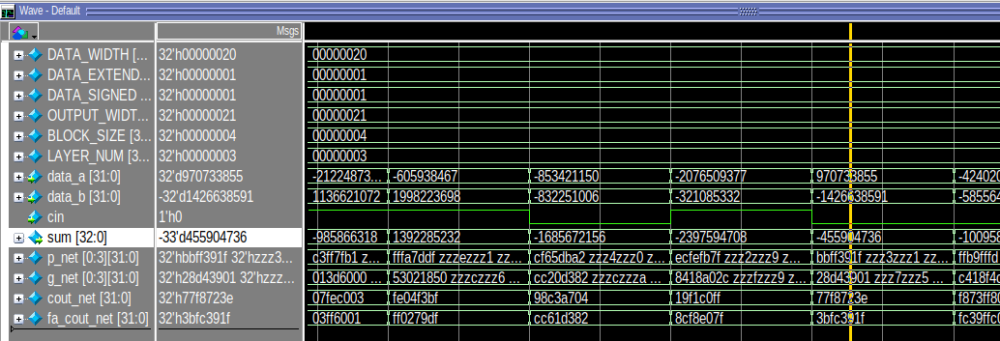 Wave - Default
Msgs
DATA_WIDTH [... 32'h00000020 00000020
DATA_EXTEND... 32'h00000001 00000001
DATA_SIGNED ... 32'h00000001 00000001
OUTPUT_WIDT... 32'h00000021 00000021
BLOCK_SIZE [3... 32'h00000004 00000004
LAYER_NUM [3... 32'h00000003 00000003
data_a [31:0] 32'd970733855 -21224873... -605938467 -853421150 -2076509377 970733855 -424020
data_b [31:0] -32'd1426638591 1136621072 1998223698 -832251006 -321085332 -1426638591 -585564
cin 1'h0
sum [32:0] -33'd455904736 -985866318 1392285232 -1685672156 -2397594708 -455904736 -100958
p_net [0:3][31:0] 32'hbbff391f 32'hzzz3... c3ff7fb1 z... fffa7ddf zzzezzz1 z... cf65dba2 zzz4zzz0 z... ecfefb7f zzz2zzz9 z... bbff391f zzz3zzz1 zz... ffb9fffd
g_net [0:3][31:0] 32'h28d43901 32'hzzz... 013d6000 ... 53021850 zzzczzz6 ... cc20d382 zzzczzza ... 8418a02c zzzfzzz9 z... 28d43901 zzz7zzz5 ... c418f4c
cout_net [31:0] 32'h77f8723e 07fec003 fe04f3bf 98c3a704 19f1c0ff 77f8723e f873ff80
fa_cout_net [31:0] 32'h3bfc391f 03ff6001 ff0279df cc61d382 8cf8e07f 3bfc391f fc39ffc0